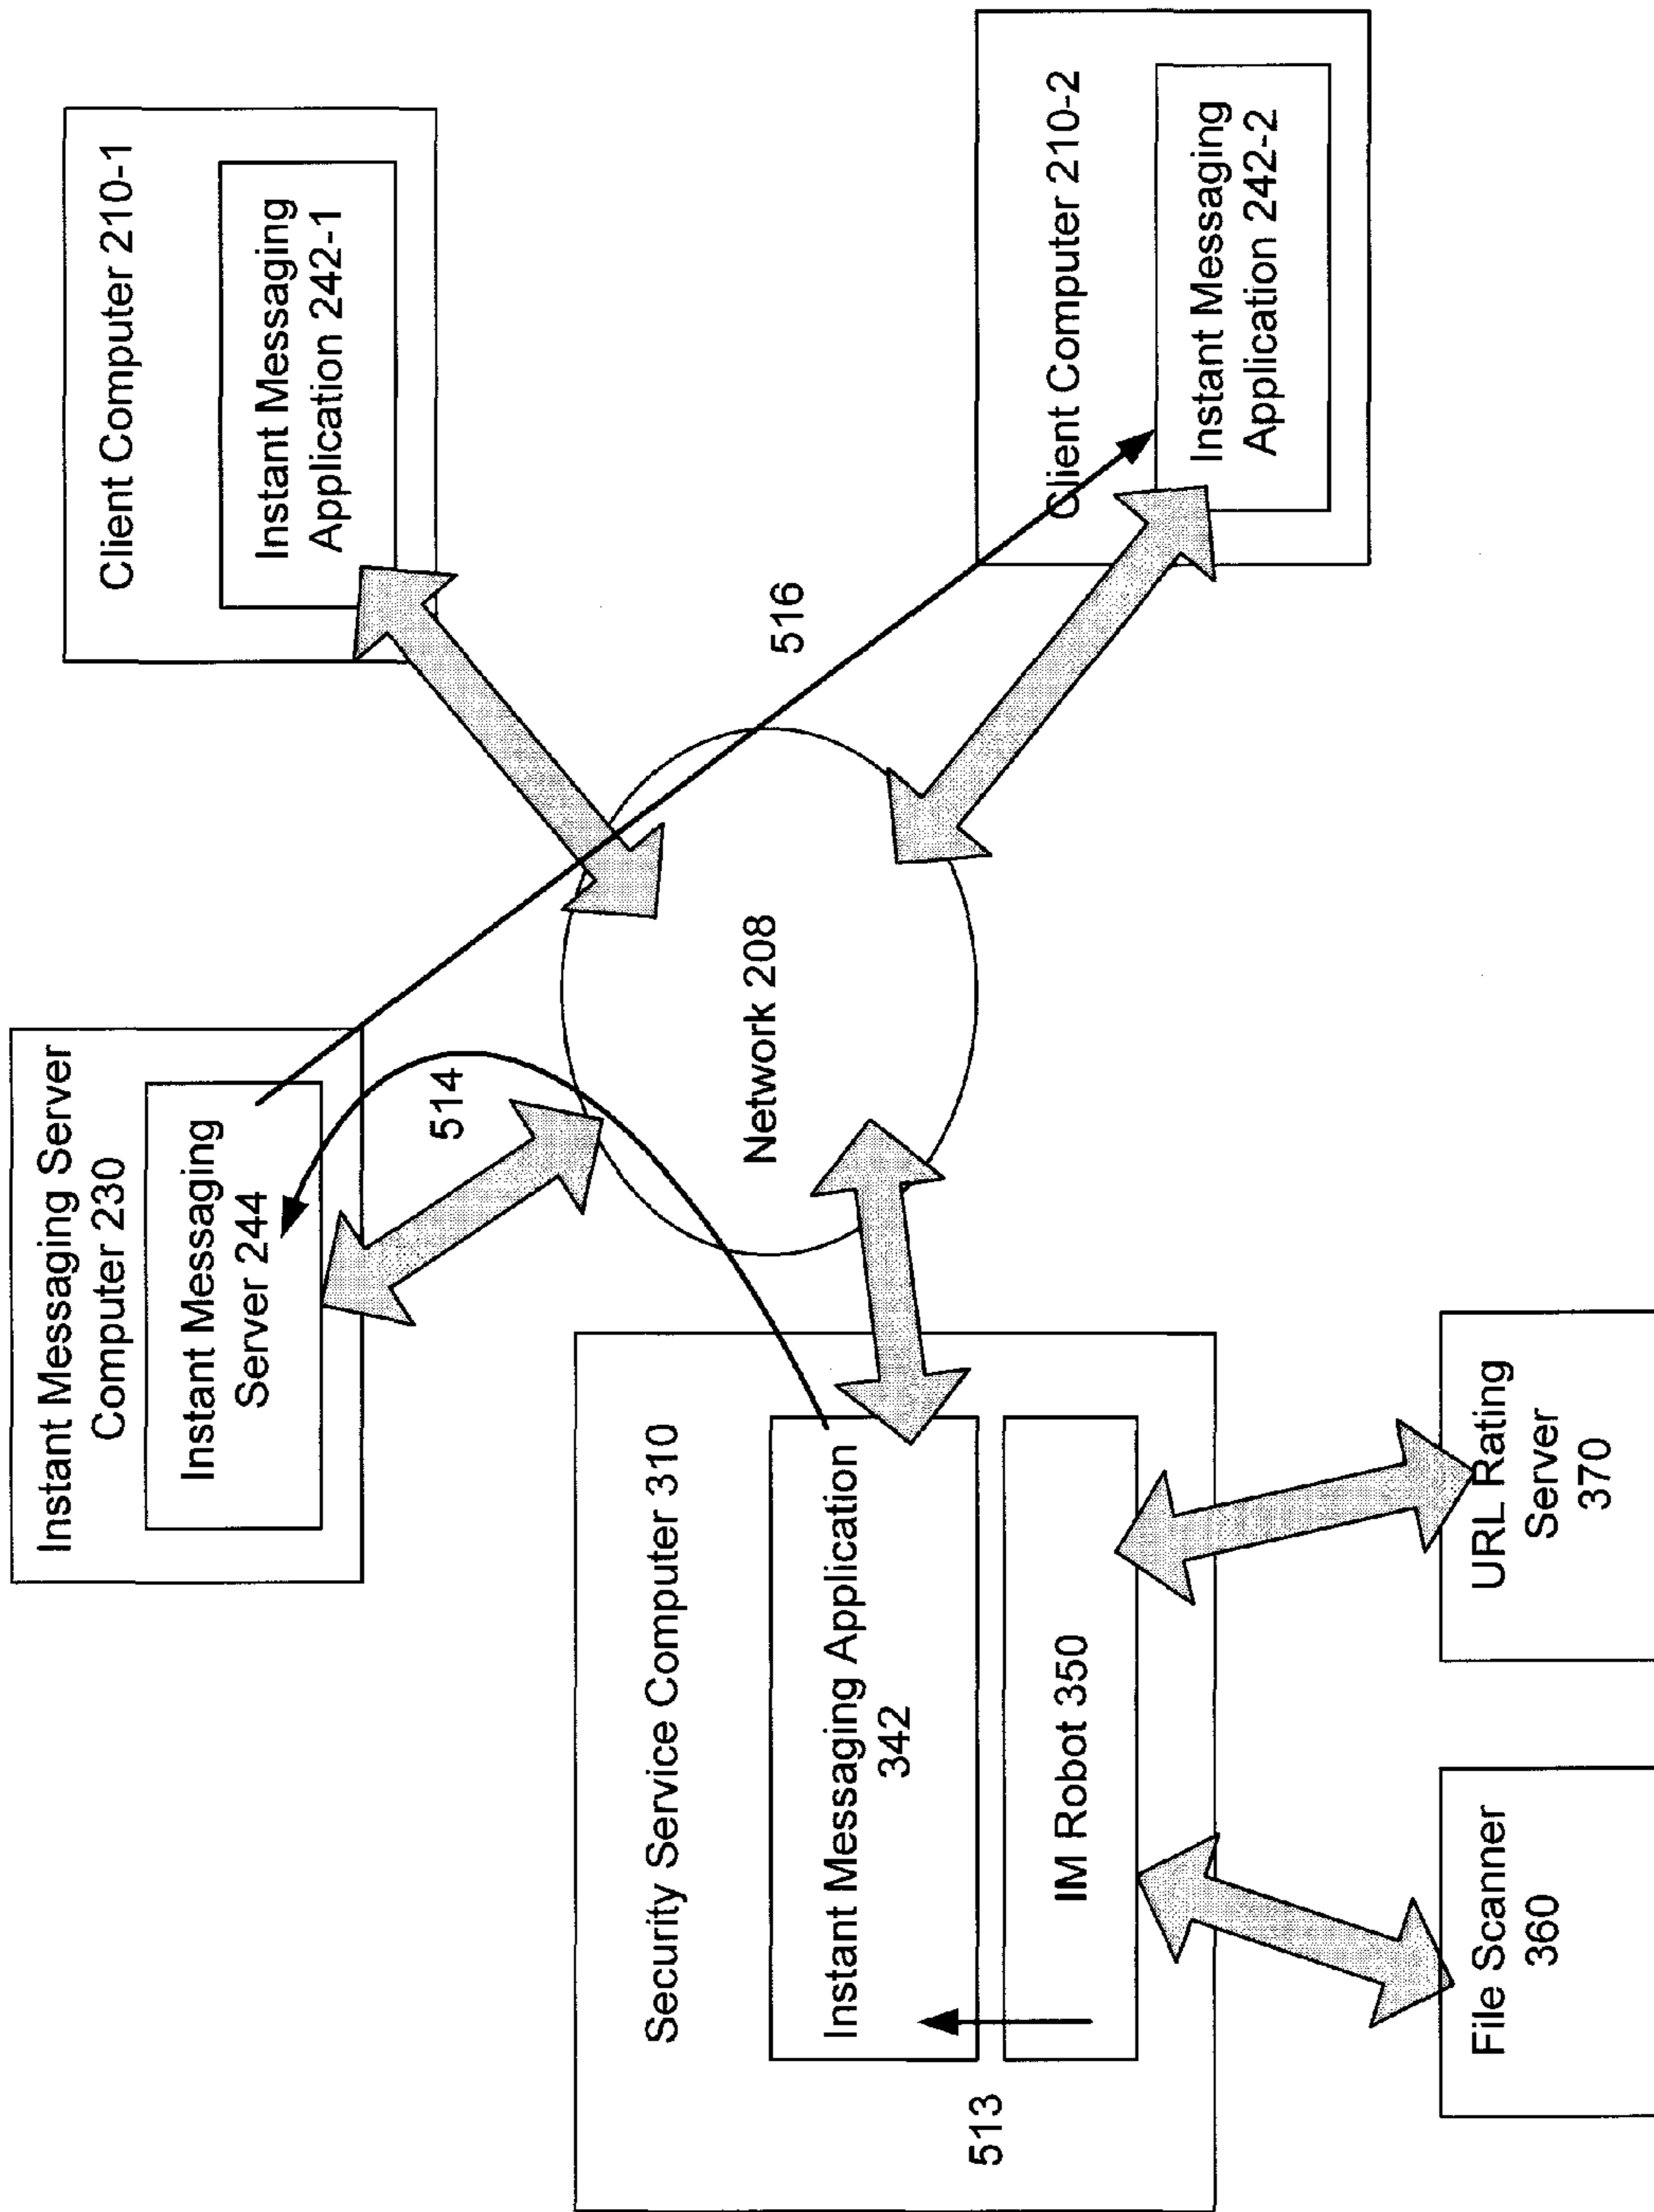 Instant Messaging Server
Computer 230
Instant Messaging
Server 244
514
516
Client Computer 210-1
Instant Messaging
Application 242-1
Network 208
Client Computer 210-2
Instant Messaging
Application 242-2
Security Service Computer 310
Instant Messaging Application
342
IM Robot 350
513
File Scanner
360
URL Rating
Server
370